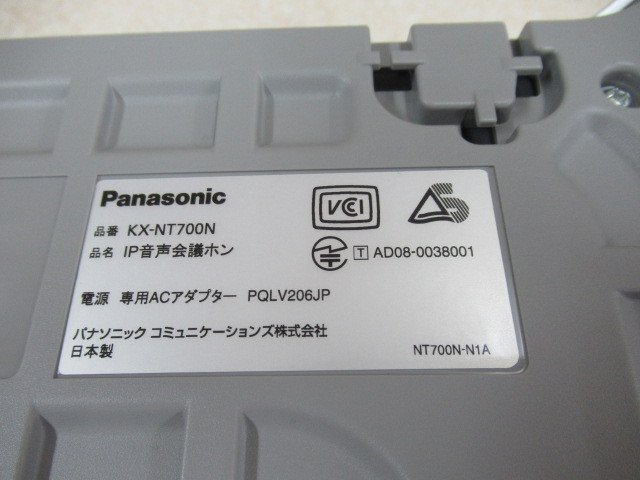 Panasonic
品番 KX-NT700N
品名 IP音声会議ホン
VCI
S
T AD08-0038001
電源 専用ACアダプター PQLV206JP
パナソニック コミュニケーションズ株式会社
日本製
NT700N-N1A